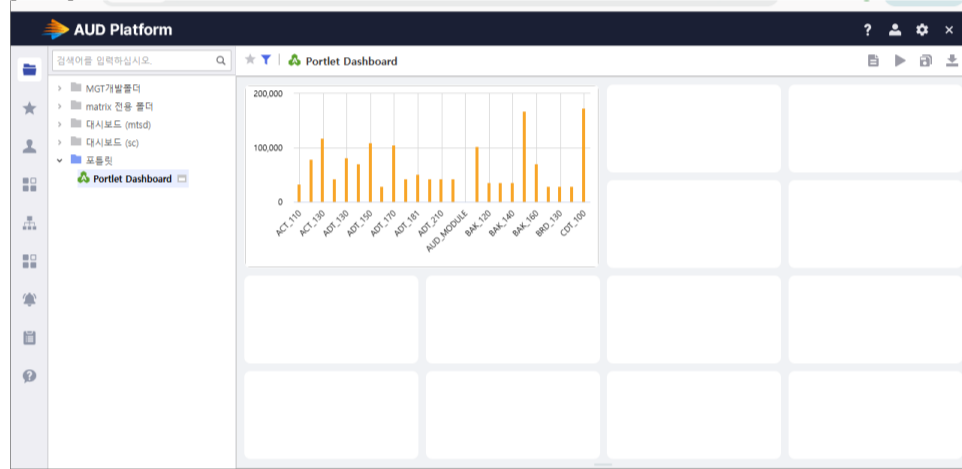 AUD Platform
?
×
검색어를 입력하십시오.
Portlet Dashboard
MGT개발폴더
matrix 전용 폴더
대시보드 (mtsd)
대시보드 (sc)
포틀릿
Portlet Dashboard
200,000
100,000
0
ACT_110
ACT_130
ADT_130
ADT_150
ADT_170
ADT_181
ADT_210
AUD_MODULE
BAK_120
BAK_140
BAK_160
BRD_130
CDT_100